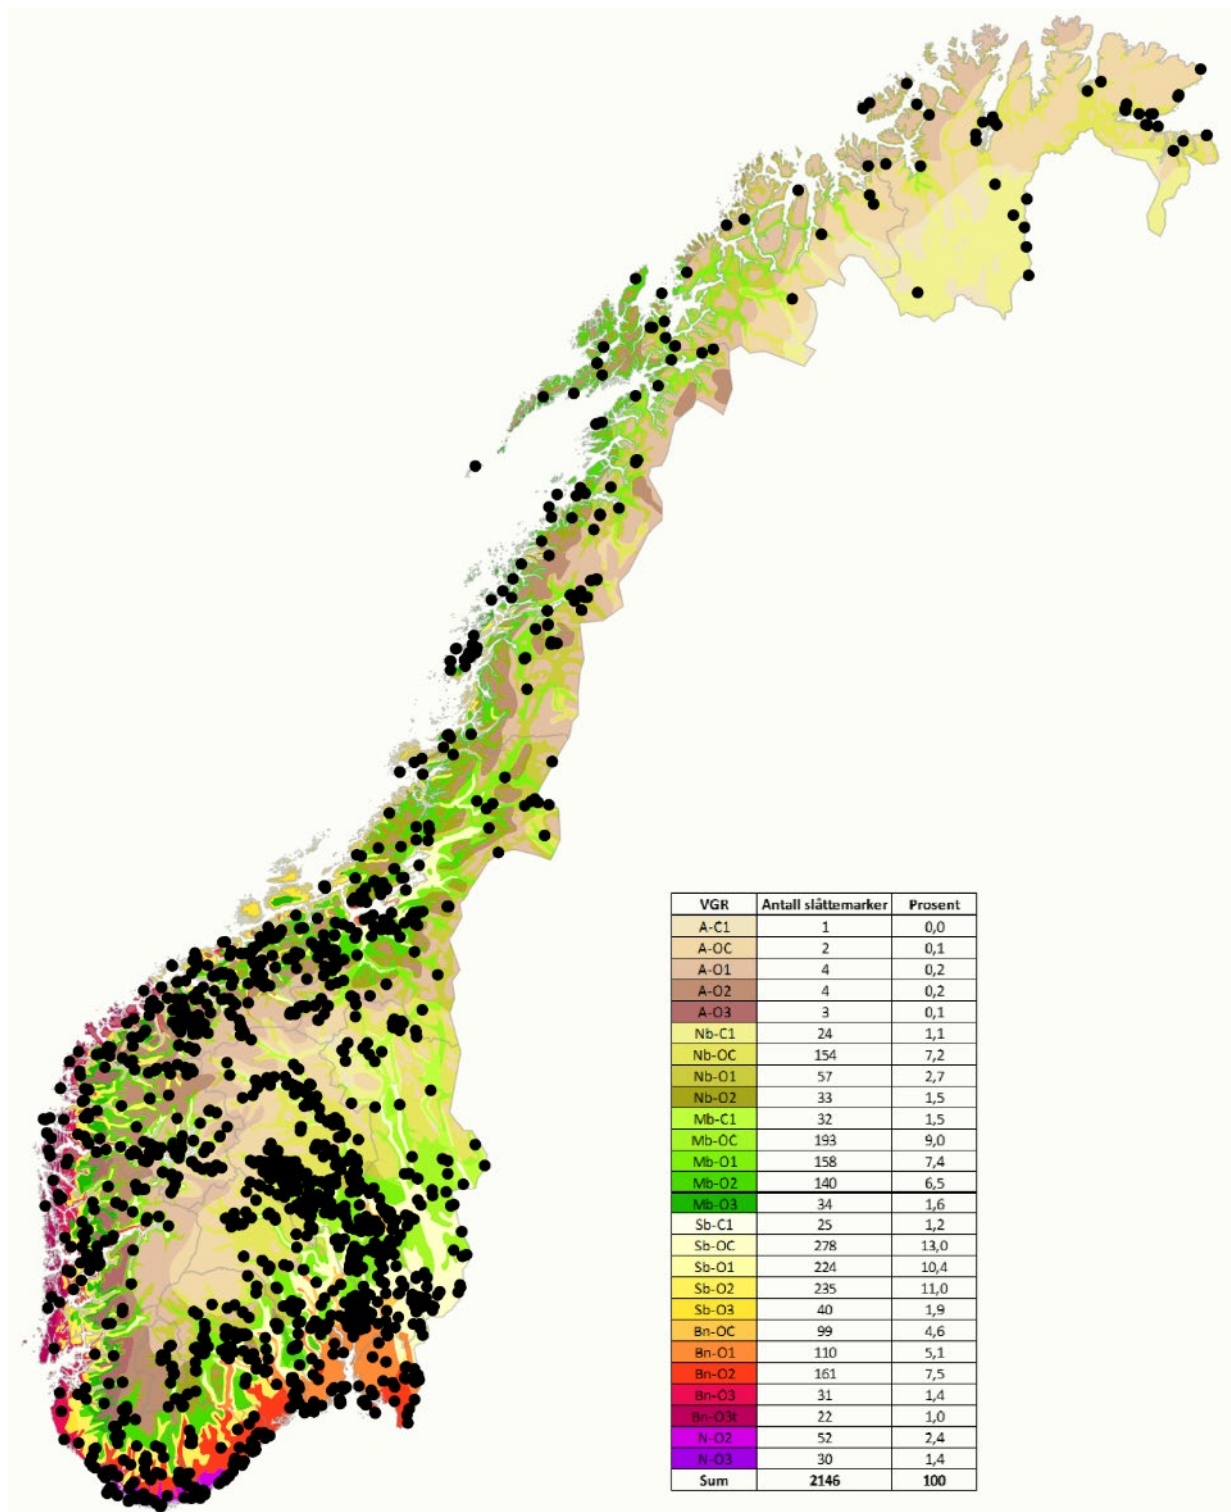 VGR Antall slåttemarker Prosent
A-C1 1 0,0
A-OC 2 0,1
A-O1 4 0,2
A-O2 4 0,2
A-O3 3 0,1
Nb-C1 24 1,1
Nb-OC 154 7,2
Nb-O1 57 2,7
Nb-O2 33 1,5
Mb-C1 32 1,5
Mb-OC 193 9,0
Mb-O1 158 7,4
Mb-O2 140 6,5
Mb-O3 34 1,6
Sb-C1 25 1,2
Sb-OC 278 13,0
Sb-O1 224 10,4
Sb-O2 235 11,0
Sb-O3 40 1,9
Bn-OC 99 4,6
Bn-O1 110 5,1
Bn-O2 161 7,5
Bn-O3 31 1,4
Bn-O3t 22 1,0
N-O2 52 2,4
N-O3 30 1,4
Sum 2146 100